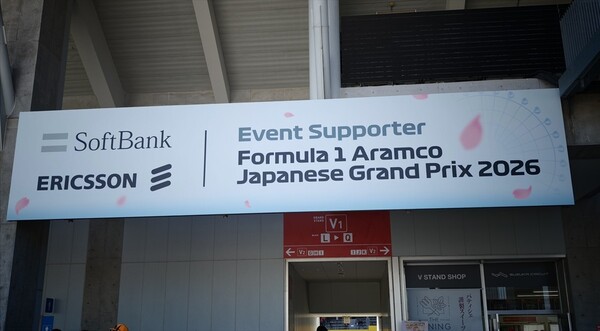 SoftBank
ERICSSON
Event Supporter
Formula 1 Aramco
Japanese Grand Prix 2026
V1
L ▶ O
V STAND SHOP